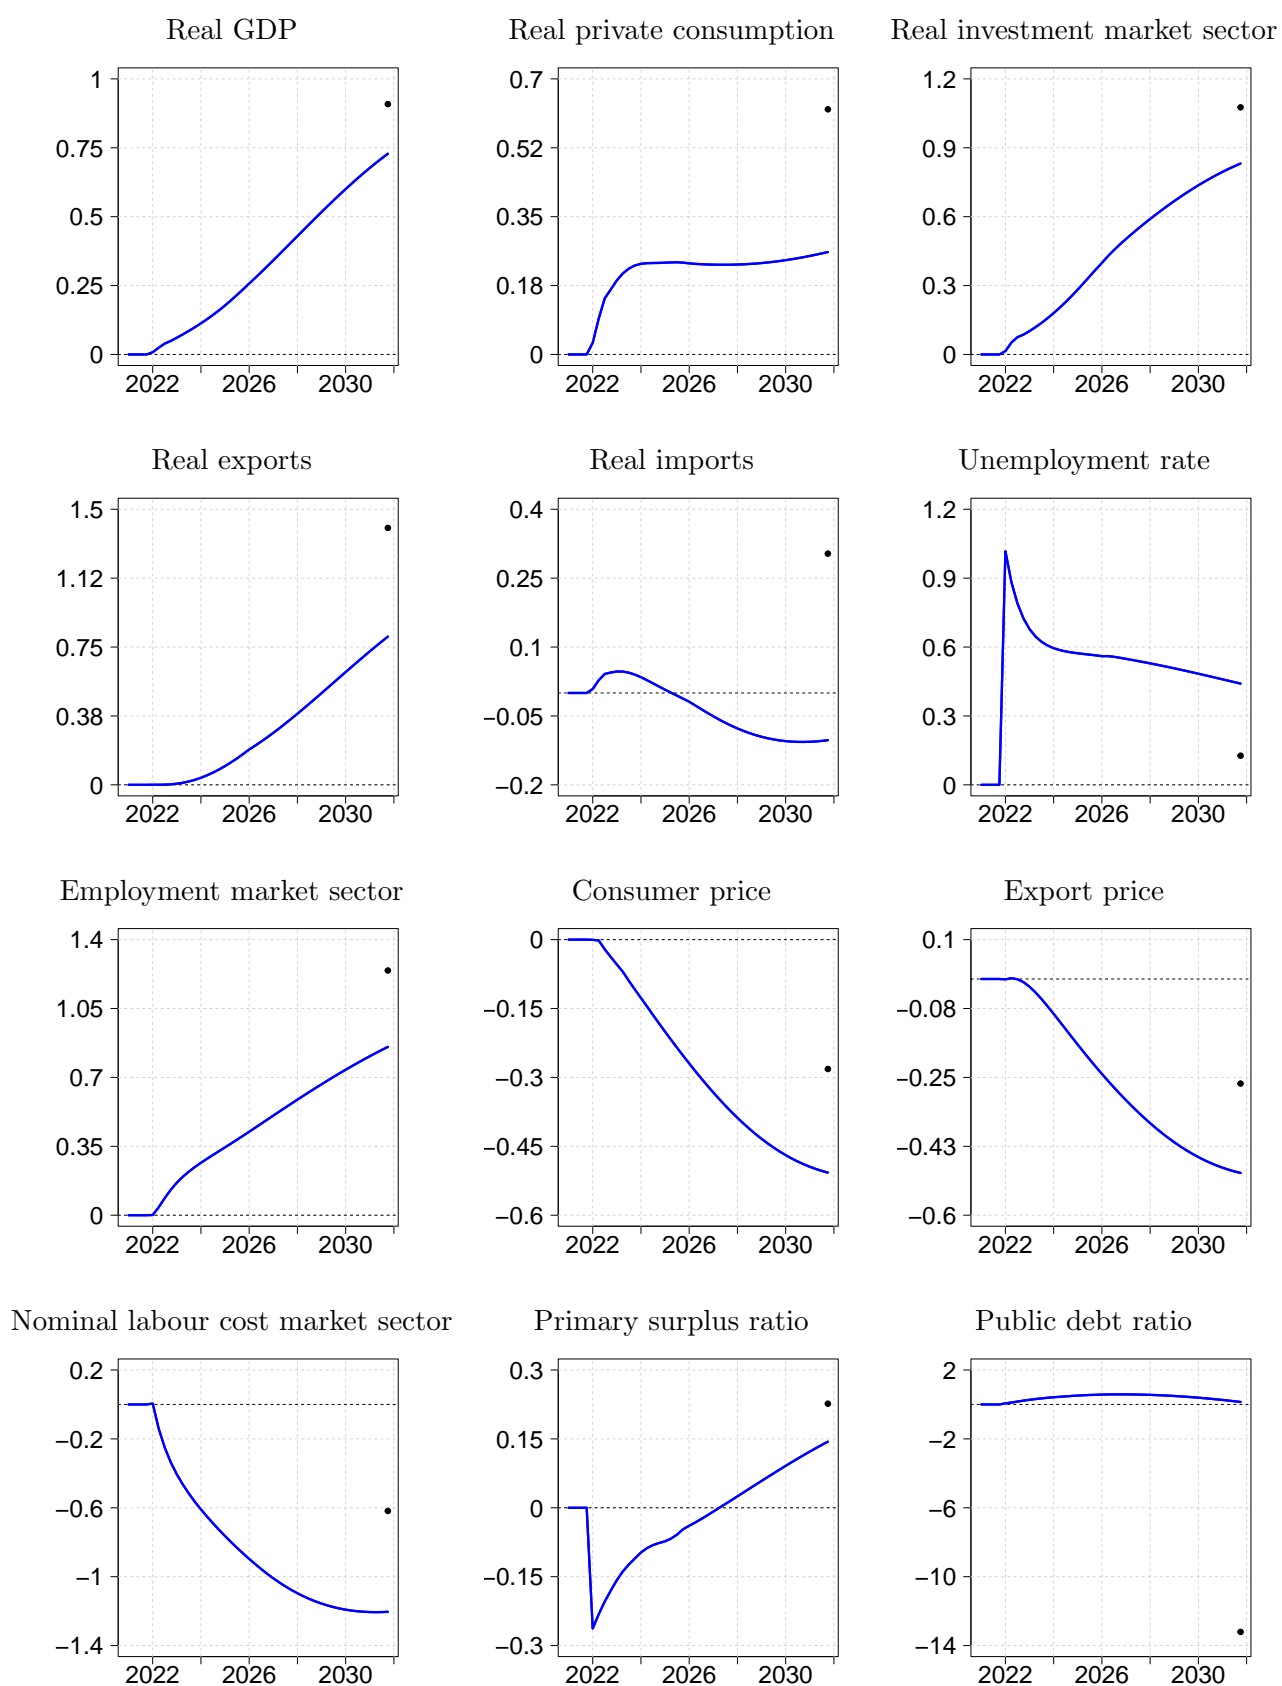 Real GDP
Real private consumption
Real investment market sector
1
0.75
0.5
0.25
0
2022 2026 2030
0.7
0.52
0.35
0.18
0
2022 2026 2030
1.2
0.9
0.6
0.3
0
2022 2026 2030
Real exports
Real imports
Unemployment rate
1.5
1.12
0.75
0.38
0
2022 2026 2030
0.4
0.25
0.1
−0.05
−0.2
2022 2026 2030
1.2
0.9
0.6
0.3
0
2022 2026 2030
Employment market sector
Consumer price
Export price
1.4
1.05
0.7
0.35
0
2022 2026 2030
0
−0.15
−0.3
−0.45
−0.6
2022 2026 2030
0.1
−0.08
−0.25
−0.43
−0.6
2022 2026 2030
Nominal labour cost market sector
Primary surplus ratio
Public debt ratio
0.2
−0.2
−0.6
−1
−1.4
2022 2026 2030
0.3
0.15
0
−0.15
−0.3
2022 2026 2030
2
−2
−6
−10
−14
2022 2026 2030